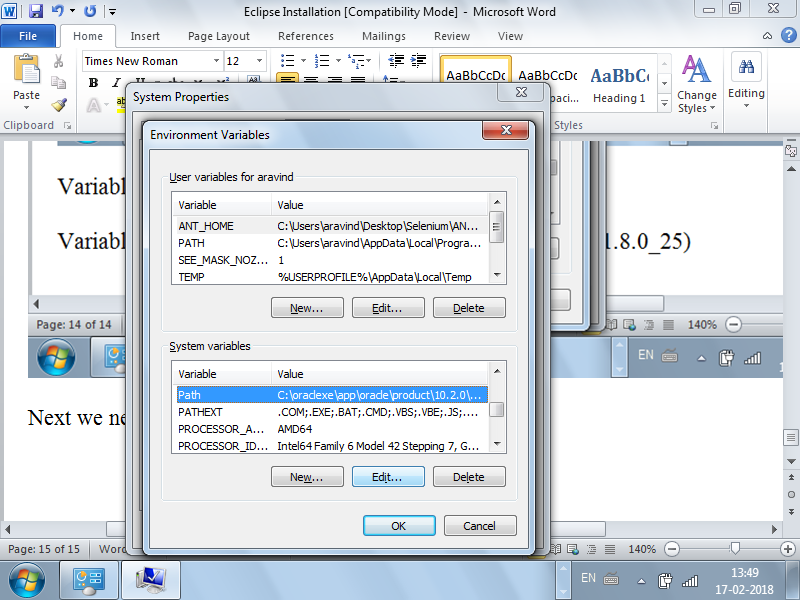 Eclipse Installation [Compatibility Mode] - Microsoft Word
File Home Insert Page Layout References Mailings Review View
Times New Roman 12
B I
Paste
Clipboard
AaBbCcDc AaBbCcDc AaBbCc
Heading 1
Change
Styles
Editing
Styles
System Properties
Environment Variables
User variables for aravind
Variable Value
ANT_HOME C:\Users\aravind\Desktop\Selenium\AN...
PATH C:\Users\aravind\AppData\Local\Progra...
SEE_MASK_NOZ... 1
TEMP %USERPROFILE%\AppData\Local\Temp
New... Edit... Delete
System variables
Variable Value
Path C:\oraclexe\app\oracle\product\10.2.0\...
PATHEXT .COM;.EXE;.BAT;.CMD;.VBS;.VBE;.JS;....
PROCESSOR_A... AMD64
PROCESSOR_ID... Intel64 Family 6 Model 42 Stepping 7, G...
New... Edit... Delete
OK Cancel
1.8.0_25)
Page: 14 of 14
140%
EN
Next we
Page: 15 of 15
140%
EN
13:49
17-02-2018